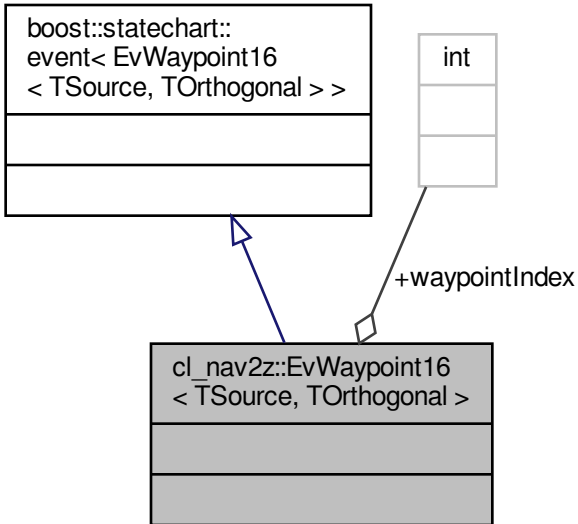 boost::statechart::
event< EvWaypoint16
< TSource, TOrthogonal > >
int
+waypointIndex
cl_nav2z::EvWaypoint16
< TSource, TOrthogonal >